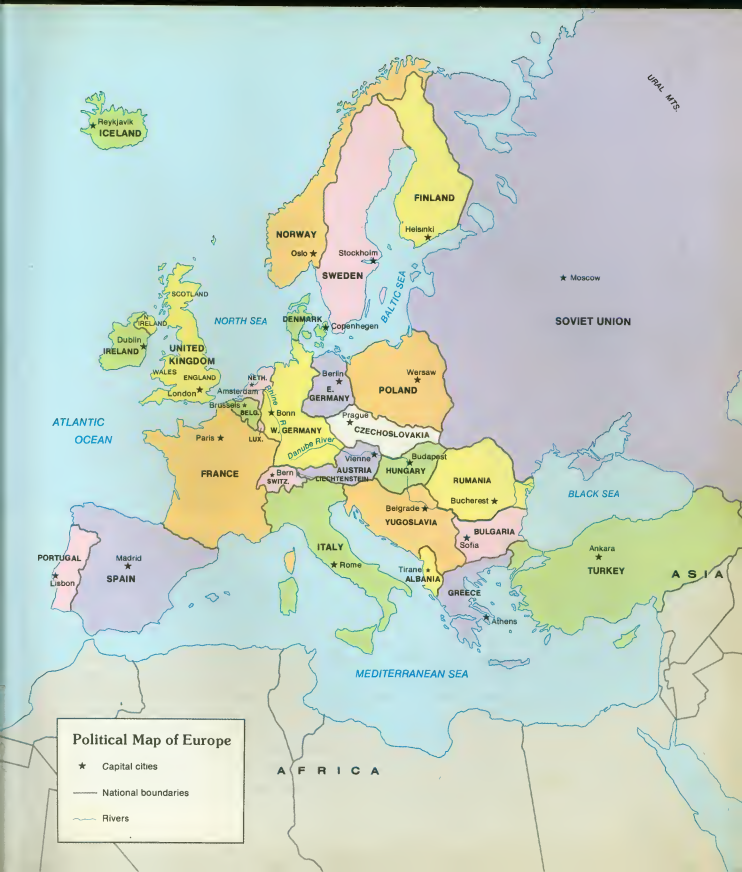 URAL MTS.
Reykjavik
ICELAND
FINLAND
NORWAY
Helsinki
Oslo
Stockholm
SWEDEN
Moscow
BALTIC SEA
SCOTLAND
N.
IRELAND
NORTH SEA
DENMARK
Copenhegen
SOVIET UNION
Dublin
IRELAND
UNITED
KINGDOM
WALES
ENGLAND
London
NETH.
Amsterdam
Berlin
E.
GERMANY
Wersaw
POLAND
Brussels
BELG.
Rhine R.
Bonn
W. GERMANY
Prague
CZECHOSLOVAKIA
ATLANTIC
OCEAN
Paris
LUX.
Danube River
Vienne
Budapest
FRANCE
Bern
SWITZ.
AUSTRIA
LIECHTENSTEIN
HUNGARY
RUMANIA
Bucherest
BLACK SEA
Belgrade
YUGOSLAVIA
BULGARIA
Sofia
ITALY
Rome
PORTUGAL
Lisbon
Madrid
SPAIN
Tirane
ALBANIA
GREECE
Athens
Ankara
TURKEY
ASIA
MEDITERRANEAN SEA
AFRICA
Political Map of Europe
Capital cities
National boundaries
Rivers